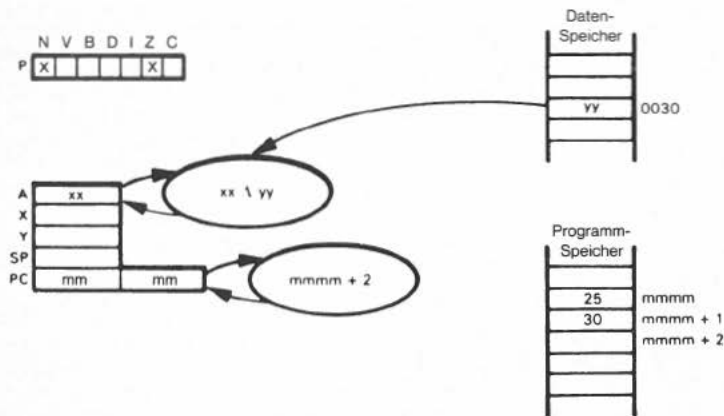 Daten-
Speicher
N V B D I Z C
P X X
yy 0030
A xx
xx \ yy
X
Y
SP
PC mm mm
mmmm + 2
Programm-
Speicher
25 mmmm
30 mmmm + 1
mmmm + 2